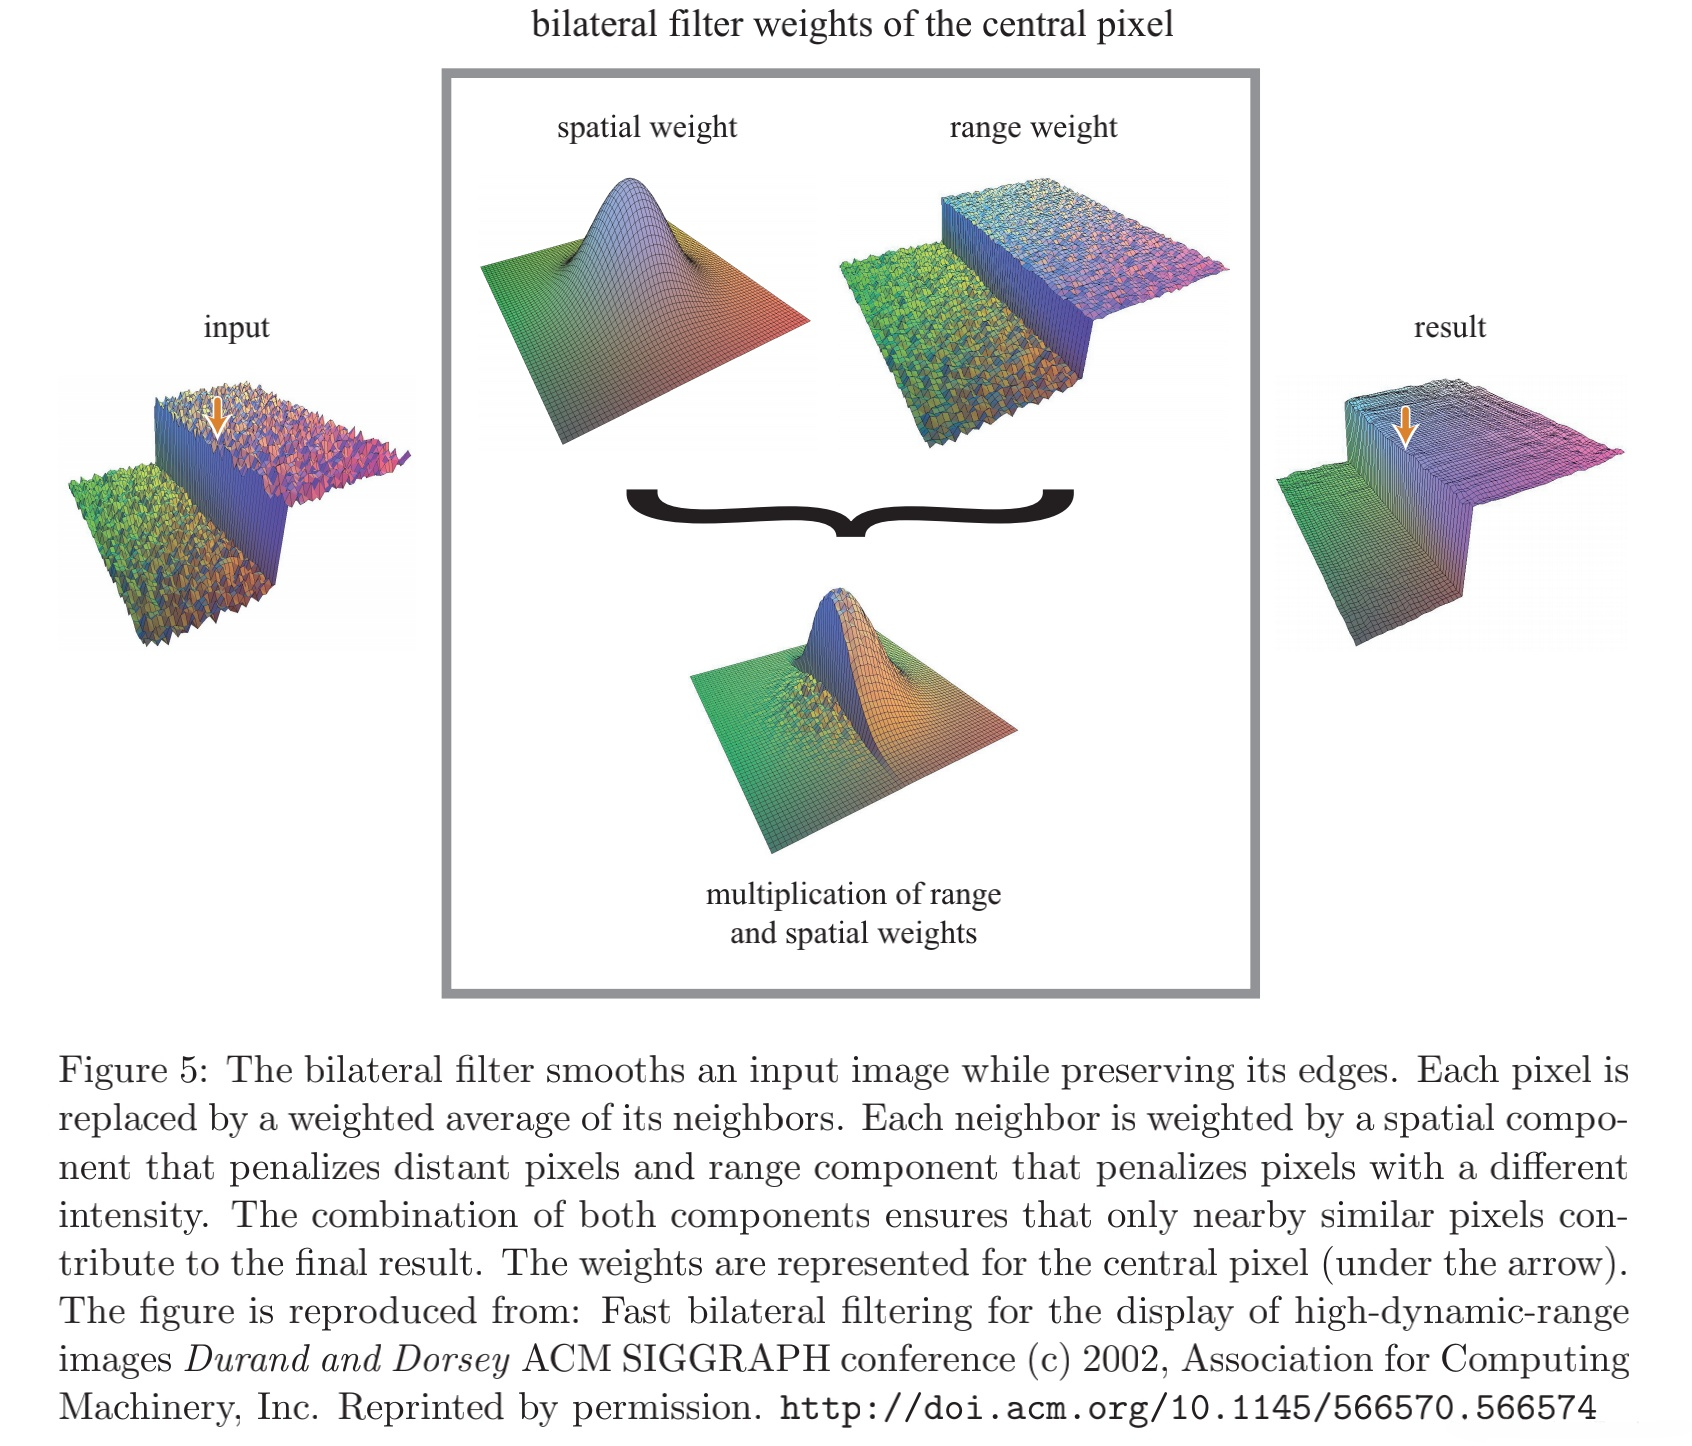 bilateral filter weights of the central pixel
spatial weight
range weight
input
result
multiplication of range
and spatial weights
Figure 5: The bilateral filter smooths an input image while preserving its edges. Each pixel is
replaced by a weighted average of its neighbors. Each neighbor is weighted by a spatial compo-
nent that penalizes distant pixels and range component that penalizes pixels with a different
intensity. The combination of both components ensures that only nearby similar pixels con-
tribute to the final result. The weights are represented for the central pixel (under the arrow).
The figure is reproduced from: Fast bilateral filtering for the display of high-dynamic-range
images Durand and Dorsey ACM SIGGRAPH conference (c) 2002, Association for Computing
Machinery, Inc. Reprinted by permission. http://doi.acm.org/10.1145/566570.566574